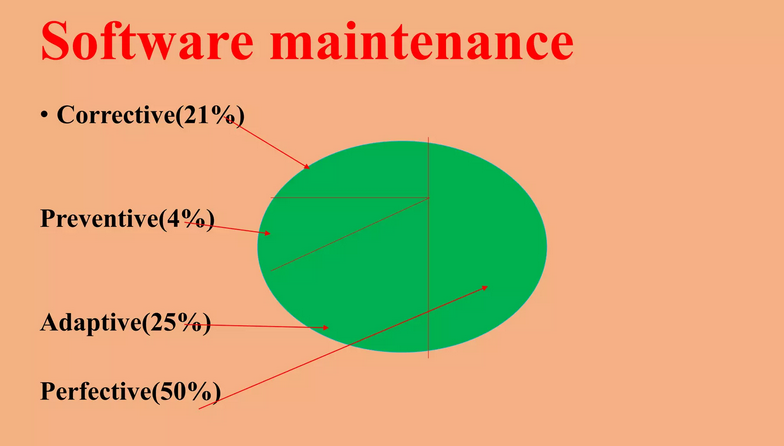 Software maintenance
• Corrective(21%)
Preventive(4%)
Adaptive(25%)
Perfective(50%)